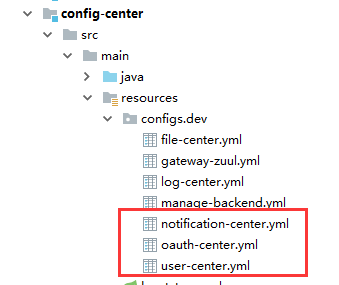 config-center
src
main
java
resources
configs.dev
file-center.yml
gateway-zuul.yml
log-center.yml
manage-backend.yml
notification-center.yml
oauth-center.yml
user-center.yml